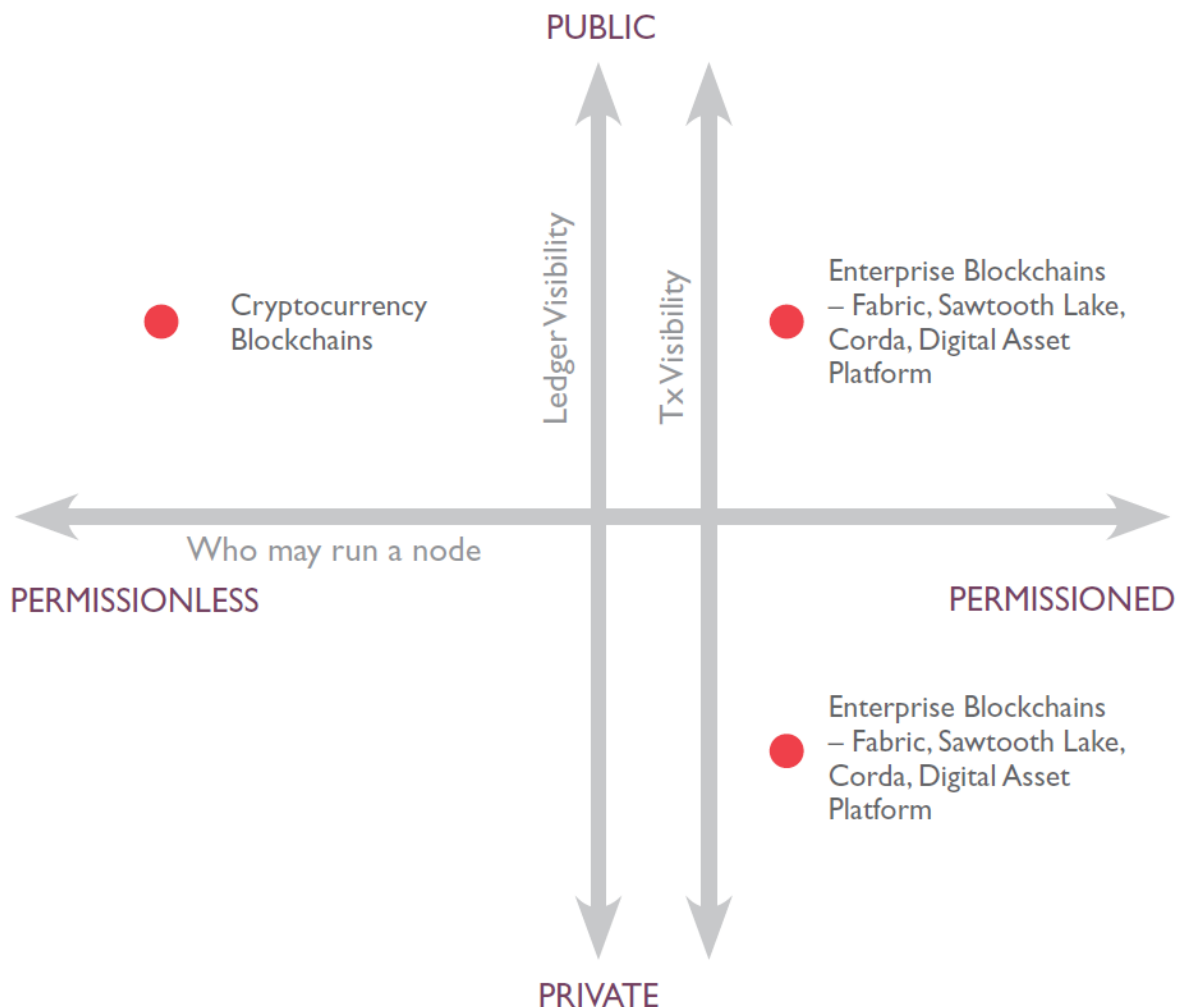 PUBLIC
Ledger Visibility
Tx Visibility
Cryptocurrency
Blockchains
Enterprise Blockchains
– Fabric, Sawtooth Lake,
Corda, Digital Asset
Platform
Who may run a node
PERMISSIONLESS
PERMISSIONED
Enterprise Blockchains
– Fabric, Sawtooth Lake,
Corda, Digital Asset
Platform
PRIVATE